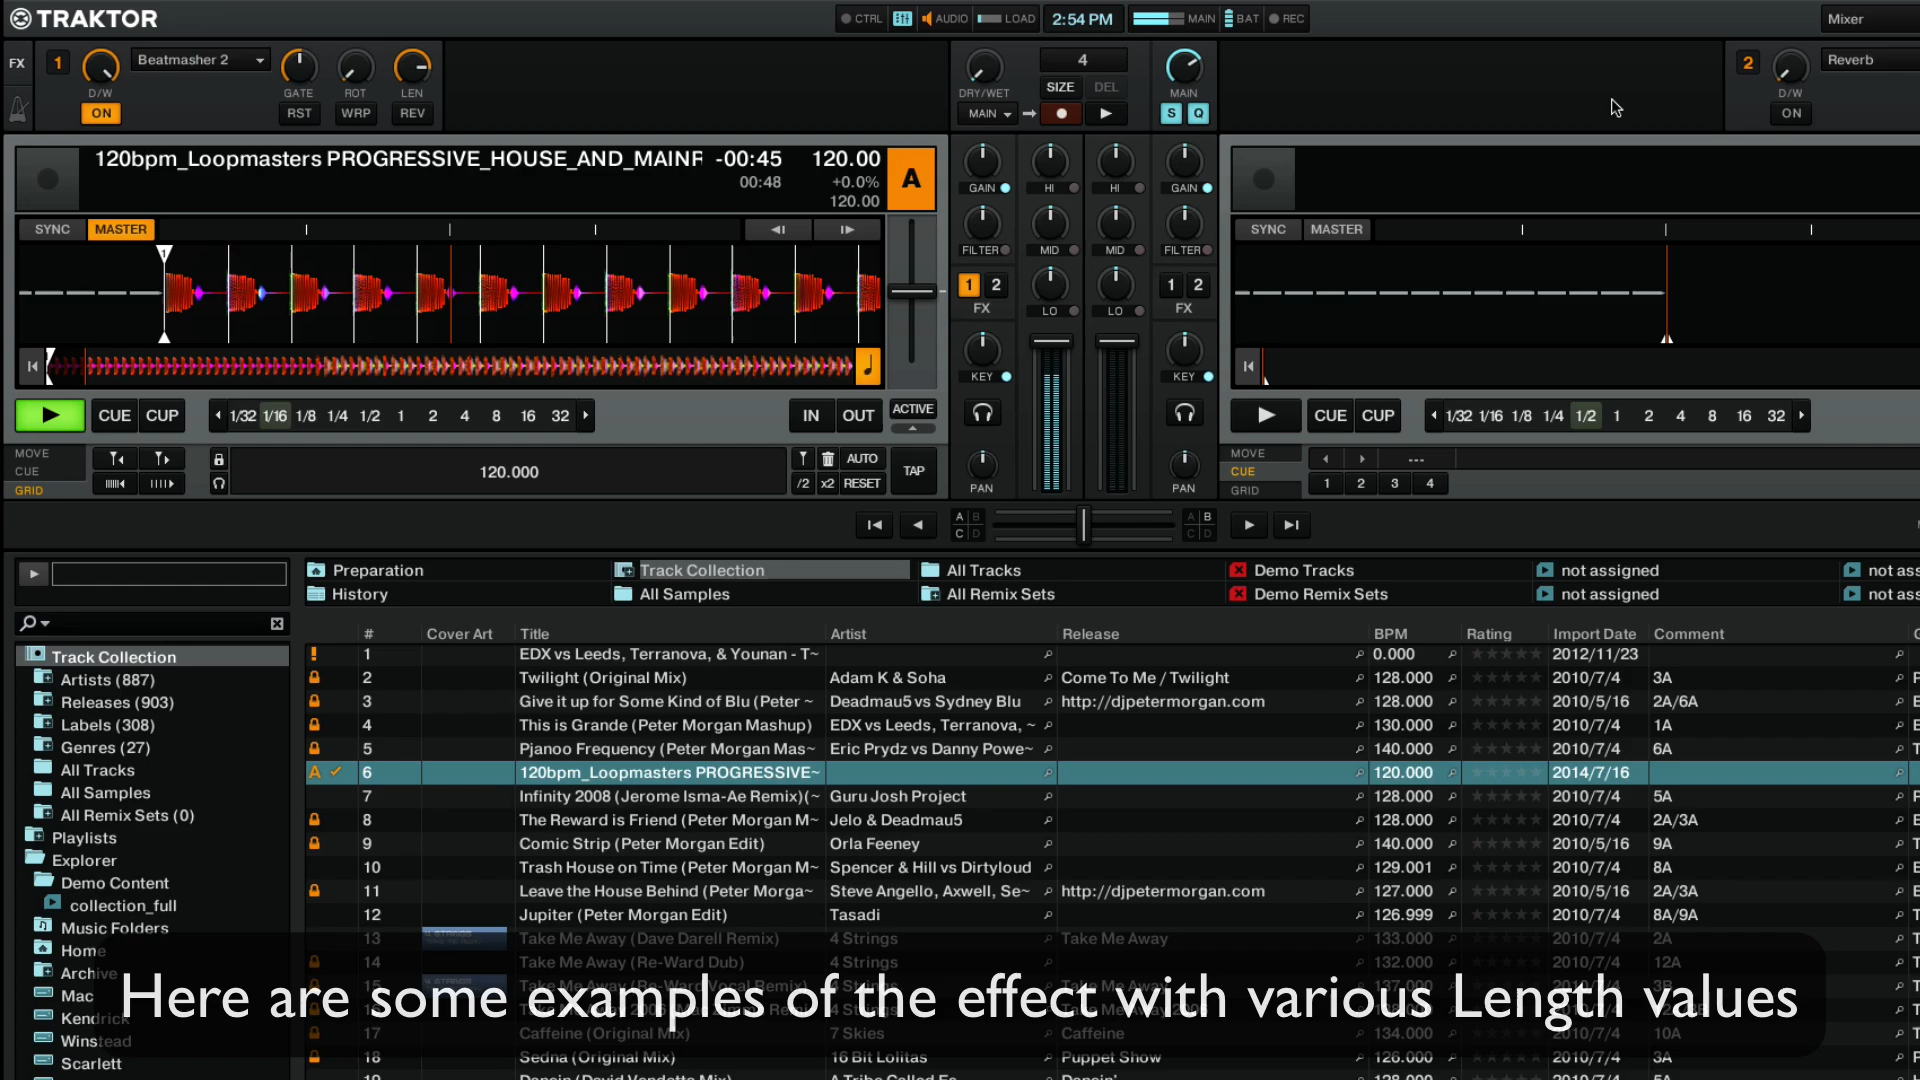 TRAKTOR
CTRL AUDIO LOAD 2:54 PM MAIN BAT REC
Mixer
FX 1 Beatmasher 2
D/W GATE ROT LEN
ON RST WRP REV
4
SIZE DEL
DRY/WET MAIN
MAIN S Q
2 Reverb
D/W
ON
120bpm_Loopmasters PROGRESSIVE_HOUSE_AND_MAINR -00:45 120.00 A
00:48 +0.0%
120.00
SYNC MASTER
1
GAIN HI HI GAIN
FILTER MID MID FILTER
1 2 1 2
FX LO LO FX
KEY KEY
PAN PAN
SYNC MASTER
CUE CUP 1/32 1/16 1/8 1/4 1/2 1 2 4 8 16 32 IN OUT ACTIVE
CUE CUP 1/32 1/16 1/8 1/4 1/2 1 2 4 8 16 32
MOVE
CUE
GRID
120.000
AUTO
/2 x2 RESET
TAP
MOVE
CUE
GRID
---
1 2 3 4
A B
C D
A B
C D
Preparation Track Collection All Tracks Demo Tracks not assigned not ass
History All Samples All Remix Sets Demo Remix Sets not assigned not ass
Track Collection
Artists (887)
Releases (903)
Labels (308)
Genres (27)
All Tracks
All Samples
All Remix Sets (0)
Playlists
Explorer
Demo Content
collection_full
Music Folders
Home
Archive
Mac
Kendrick
Winstead
Scarlett
# Cover Art Title Artist Release BPM Rating Import Date Comment
1 EDX vs Leeds, Terranova, & Younan - T~ 0.000 2012/11/23
2 Twilight (Original Mix) Adam K & Soha Come To Me / Twilight 128.000 2010/7/4 3A
3 Give it up for Some Kind of Blu (Peter ~ Deadmau5 vs Sydney Blu http://djpetermorgan.com 128.000 2010/5/16 2A/6A
4 This is Grande (Peter Morgan Mashup) EDX vs Leeds, Terranova, ~ 130.000 2010/7/4 1A
5 Pjanoo Frequency (Peter Morgan Mas~ Eric Prydz vs Danny Powe~ 140.000 2010/7/4 6A
A 6 120bpm_Loopmasters PROGRESSIVE~ 120.000 2014/7/16
7 Infinity 2008 (Jerome Isma-Ae Remix)(~ Guru Josh Project 128.000 2010/7/4 5A
8 The Reward is Friend (Peter Morgan M~ Jelo & Deadmau5 128.000 2010/7/4 2A/3A
9 Comic Strip (Peter Morgan Edit) Orla Feeney 140.000 2010/5/16 9A
10 Trash House on Time (Peter Morgan M~ Spencer & Hill vs Dirtyloud 129.001 2010/7/4 8A
11 Leave the House Behind (Peter Morga~ Steve Angello, Axwell, Se~ http://djpetermorgan.com 127.000 2010/5/16 2A/3A
12 Jupiter (Peter Morgan Edit) Tasadi 126.999 2010/7/4 8A/9A
13 Take Me Away (Dave Darell Remix) 4 Strings Take Me Away 133.000 2010/7/4 2A
14 Take Me Away (Re-Ward Dub) 4 Strings 132.000 2010/7/4 12A
Here are some examples of the effect with various Length values
17 Caffeine (Original Mix) 7 Skies Caffeine 134.000 2010/7/4 10A
18 Sedna (Original Mix) 16 Bit Lolitas Puppet Show 126.000 2010/7/4 3A